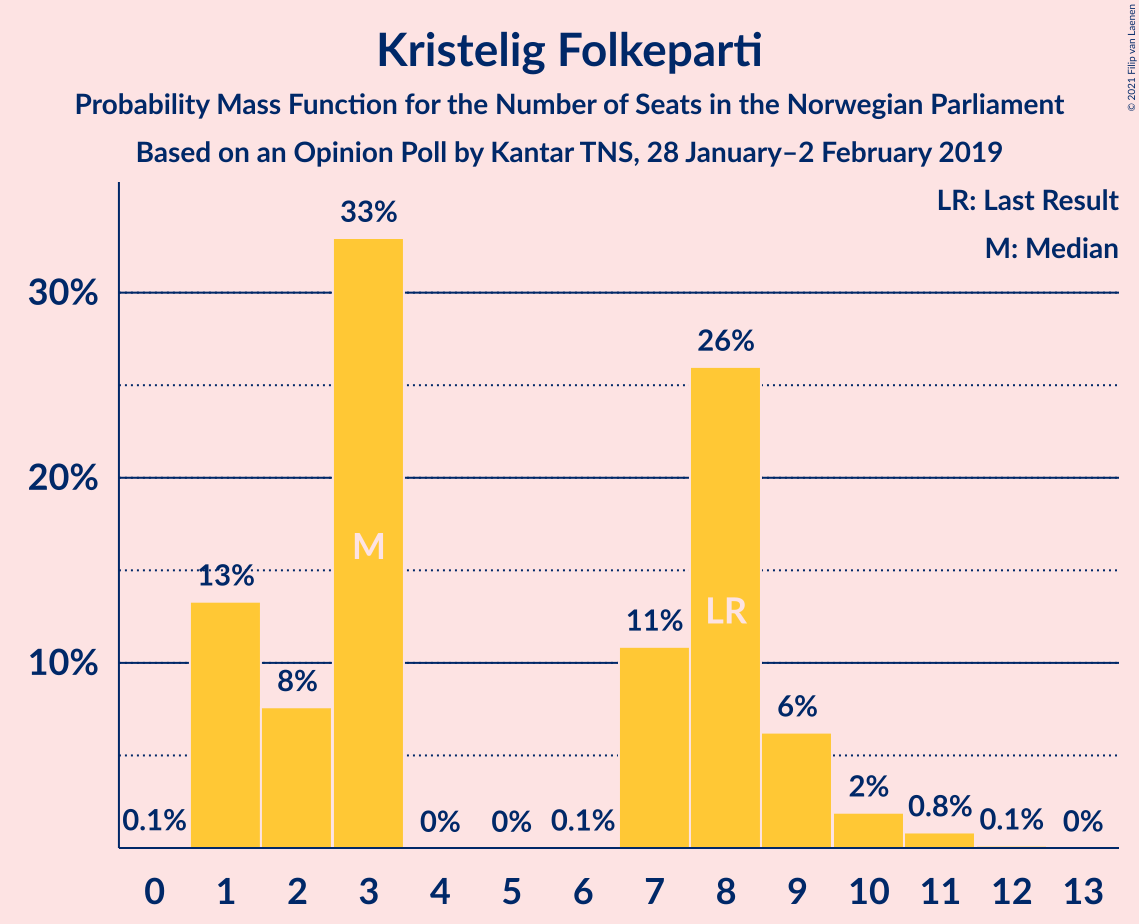 Kristelig Folkeparti
Probability Mass Function for the Number of Seats in the Norwegian Parliament
Based on an Opinion Poll by Kantar TNS, 28 January–2 February 2019
© 2021 Filip van Laenen
LR: Last Result
M: Median
33%
30%
26%
20%
M
13%
LR
11%
10%
8%
6%
2%
0.1%
0%
0%
0.1%
0.8%
0.1%
0%
0 1 2 3 4 5 6 7 8 9 10 11 12 13